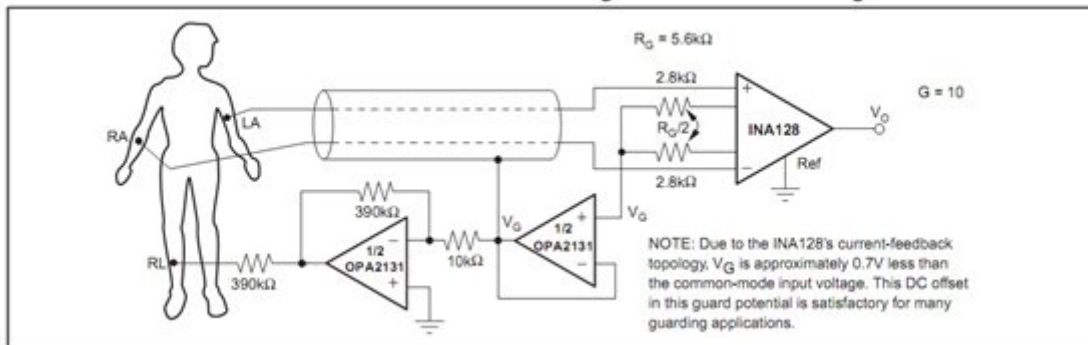 R_G = 5.6kΩ
2.8kΩ
G = 10
LA
RA
R_G/2
+
INA128
−
V_O
Ref
2.8kΩ
390kΩ
V_G
V_G
+
1/2
OPA2131
−
10kΩ
−
1/2
OPA2131
+
RL
390kΩ
NOTE: Due to the INA128's current-feedback
topology, V_G is approximately 0.7V less than
the common-mode input voltage. This DC offset
in this guard potential is satisfactory for many
guarding applications.